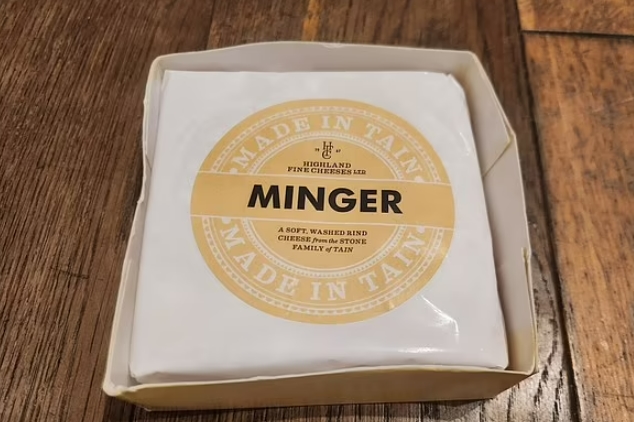 MADE IN TAIN
HIGHLAND
FINE CHEESES LTD
MINGER
A SOFT, WASHED RIND
CHEESE from the STONE
FAMILY of TAIN
MADE IN TAIN